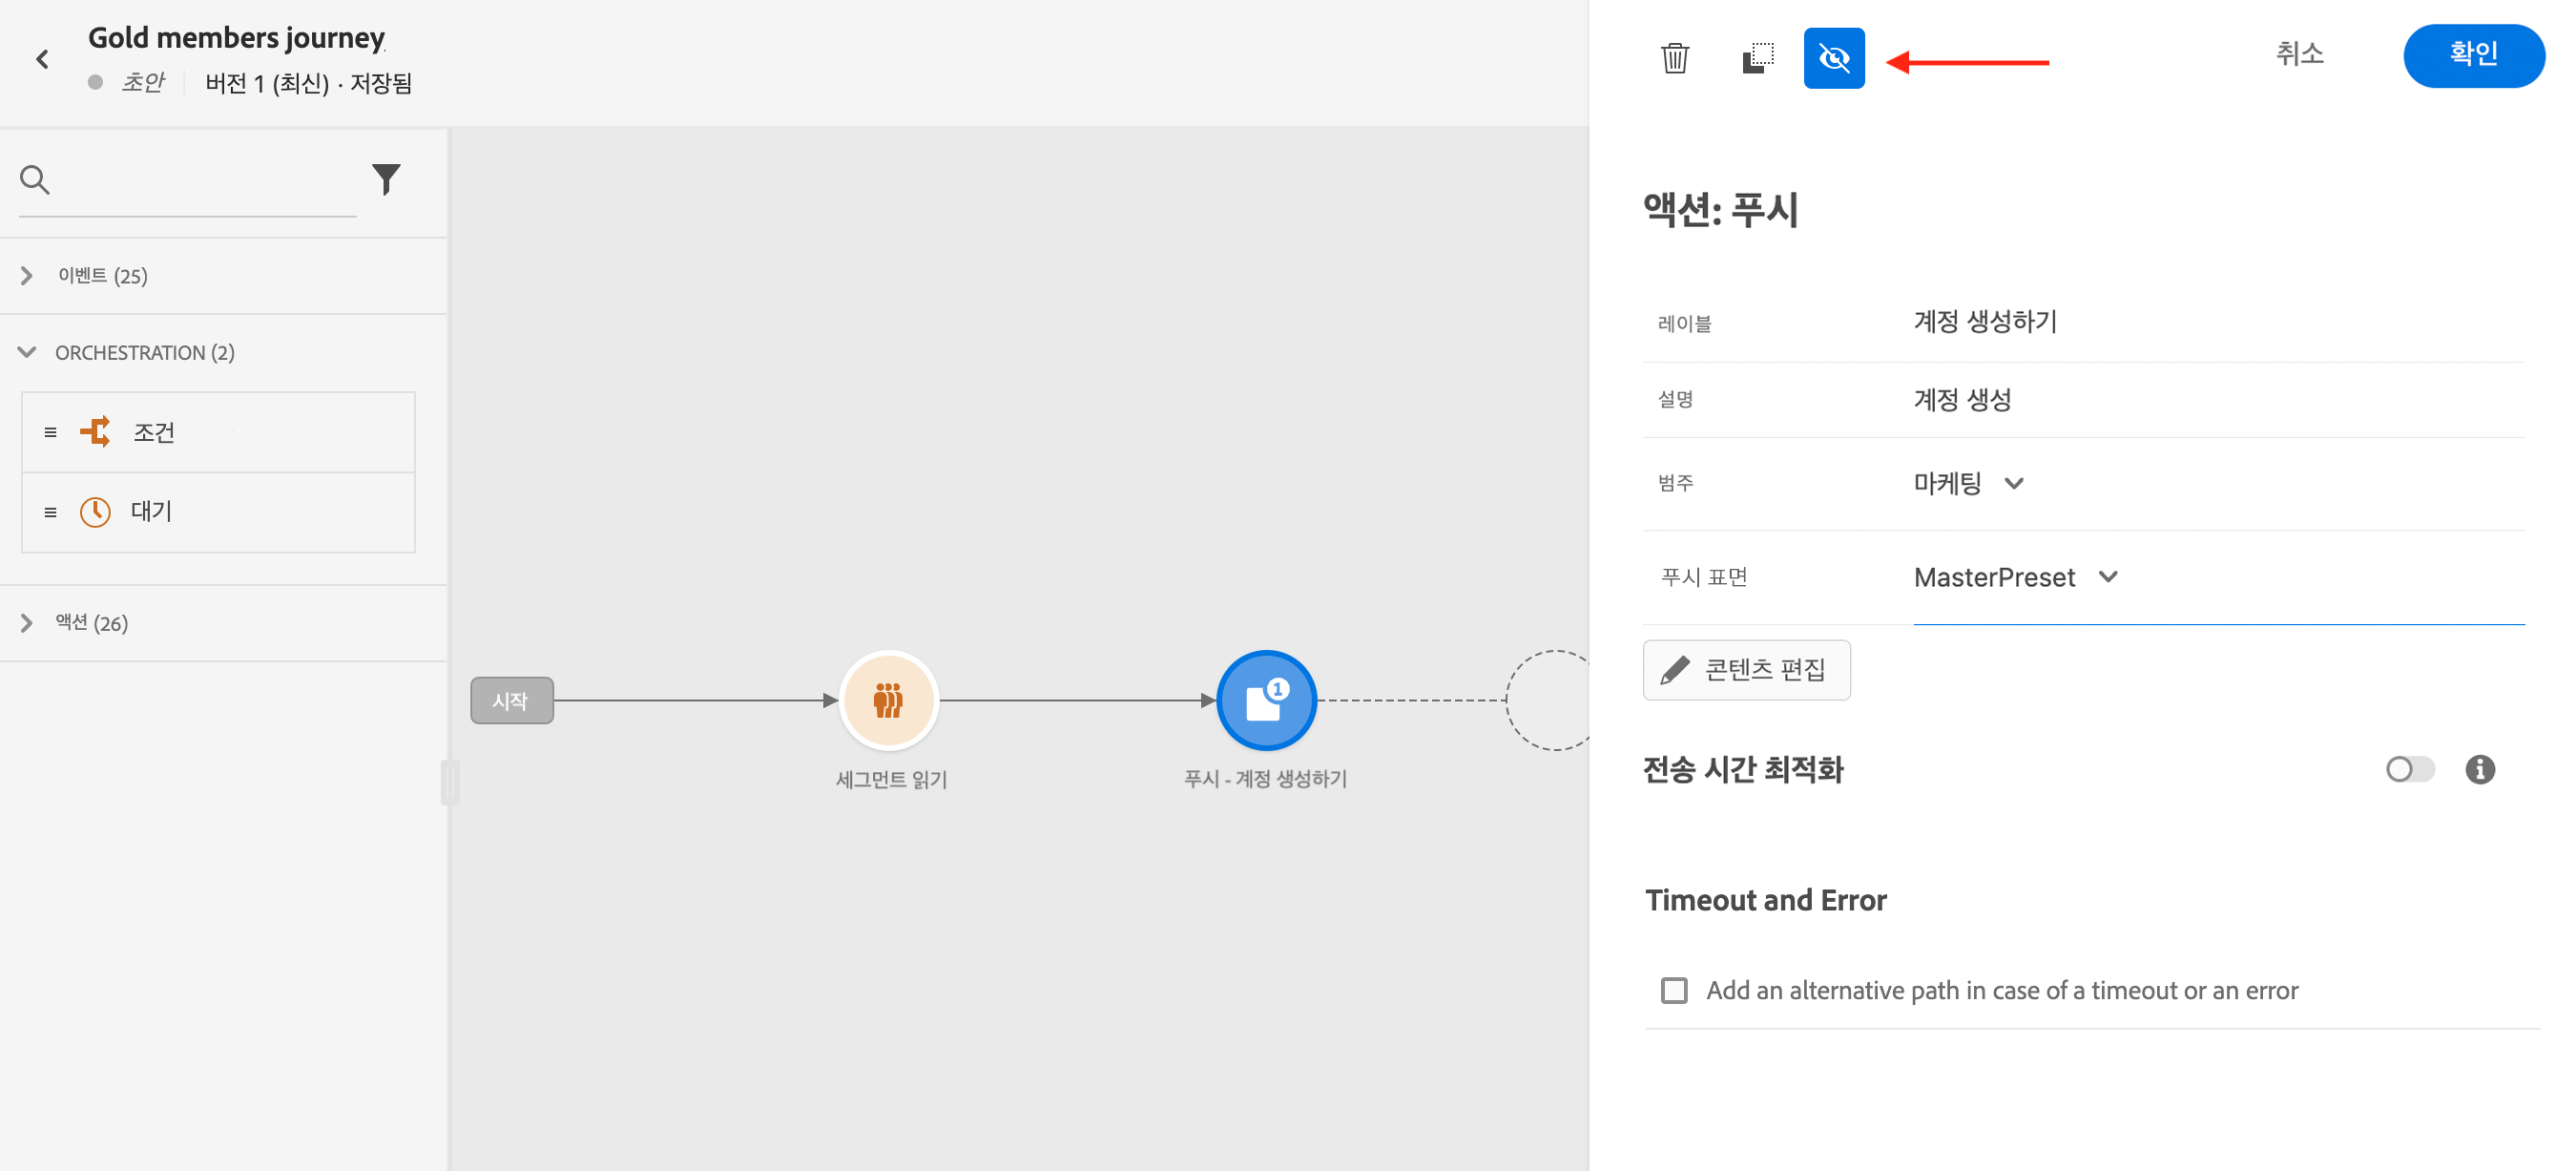 Gold members journey
초안 버전 1 (최신) · 저장됨
취소
확인
이벤트 (25)
ORCHESTRATION (2)
조건
대기
액션 (26)
시작
세그먼트 읽기
1
푸시 - 계정 생성하기
액션: 푸시
레이블 계정 생성하기
설명 계정 생성
범주 마케팅
푸시 표면 MasterPreset
콘텐츠 편집
전송 시간 최적화
Timeout and Error
Add an alternative path in case of a timeout or an error